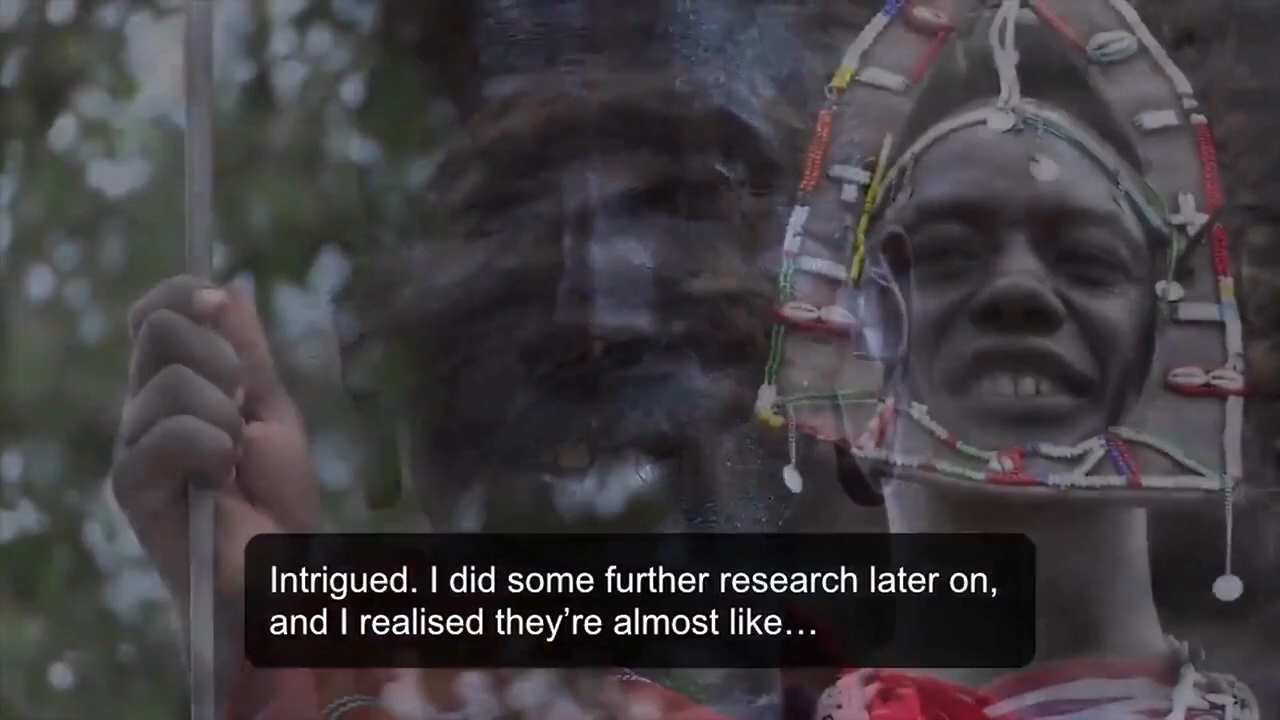 Intrigued. I did some further research later on,
and I realised they’re almost like…